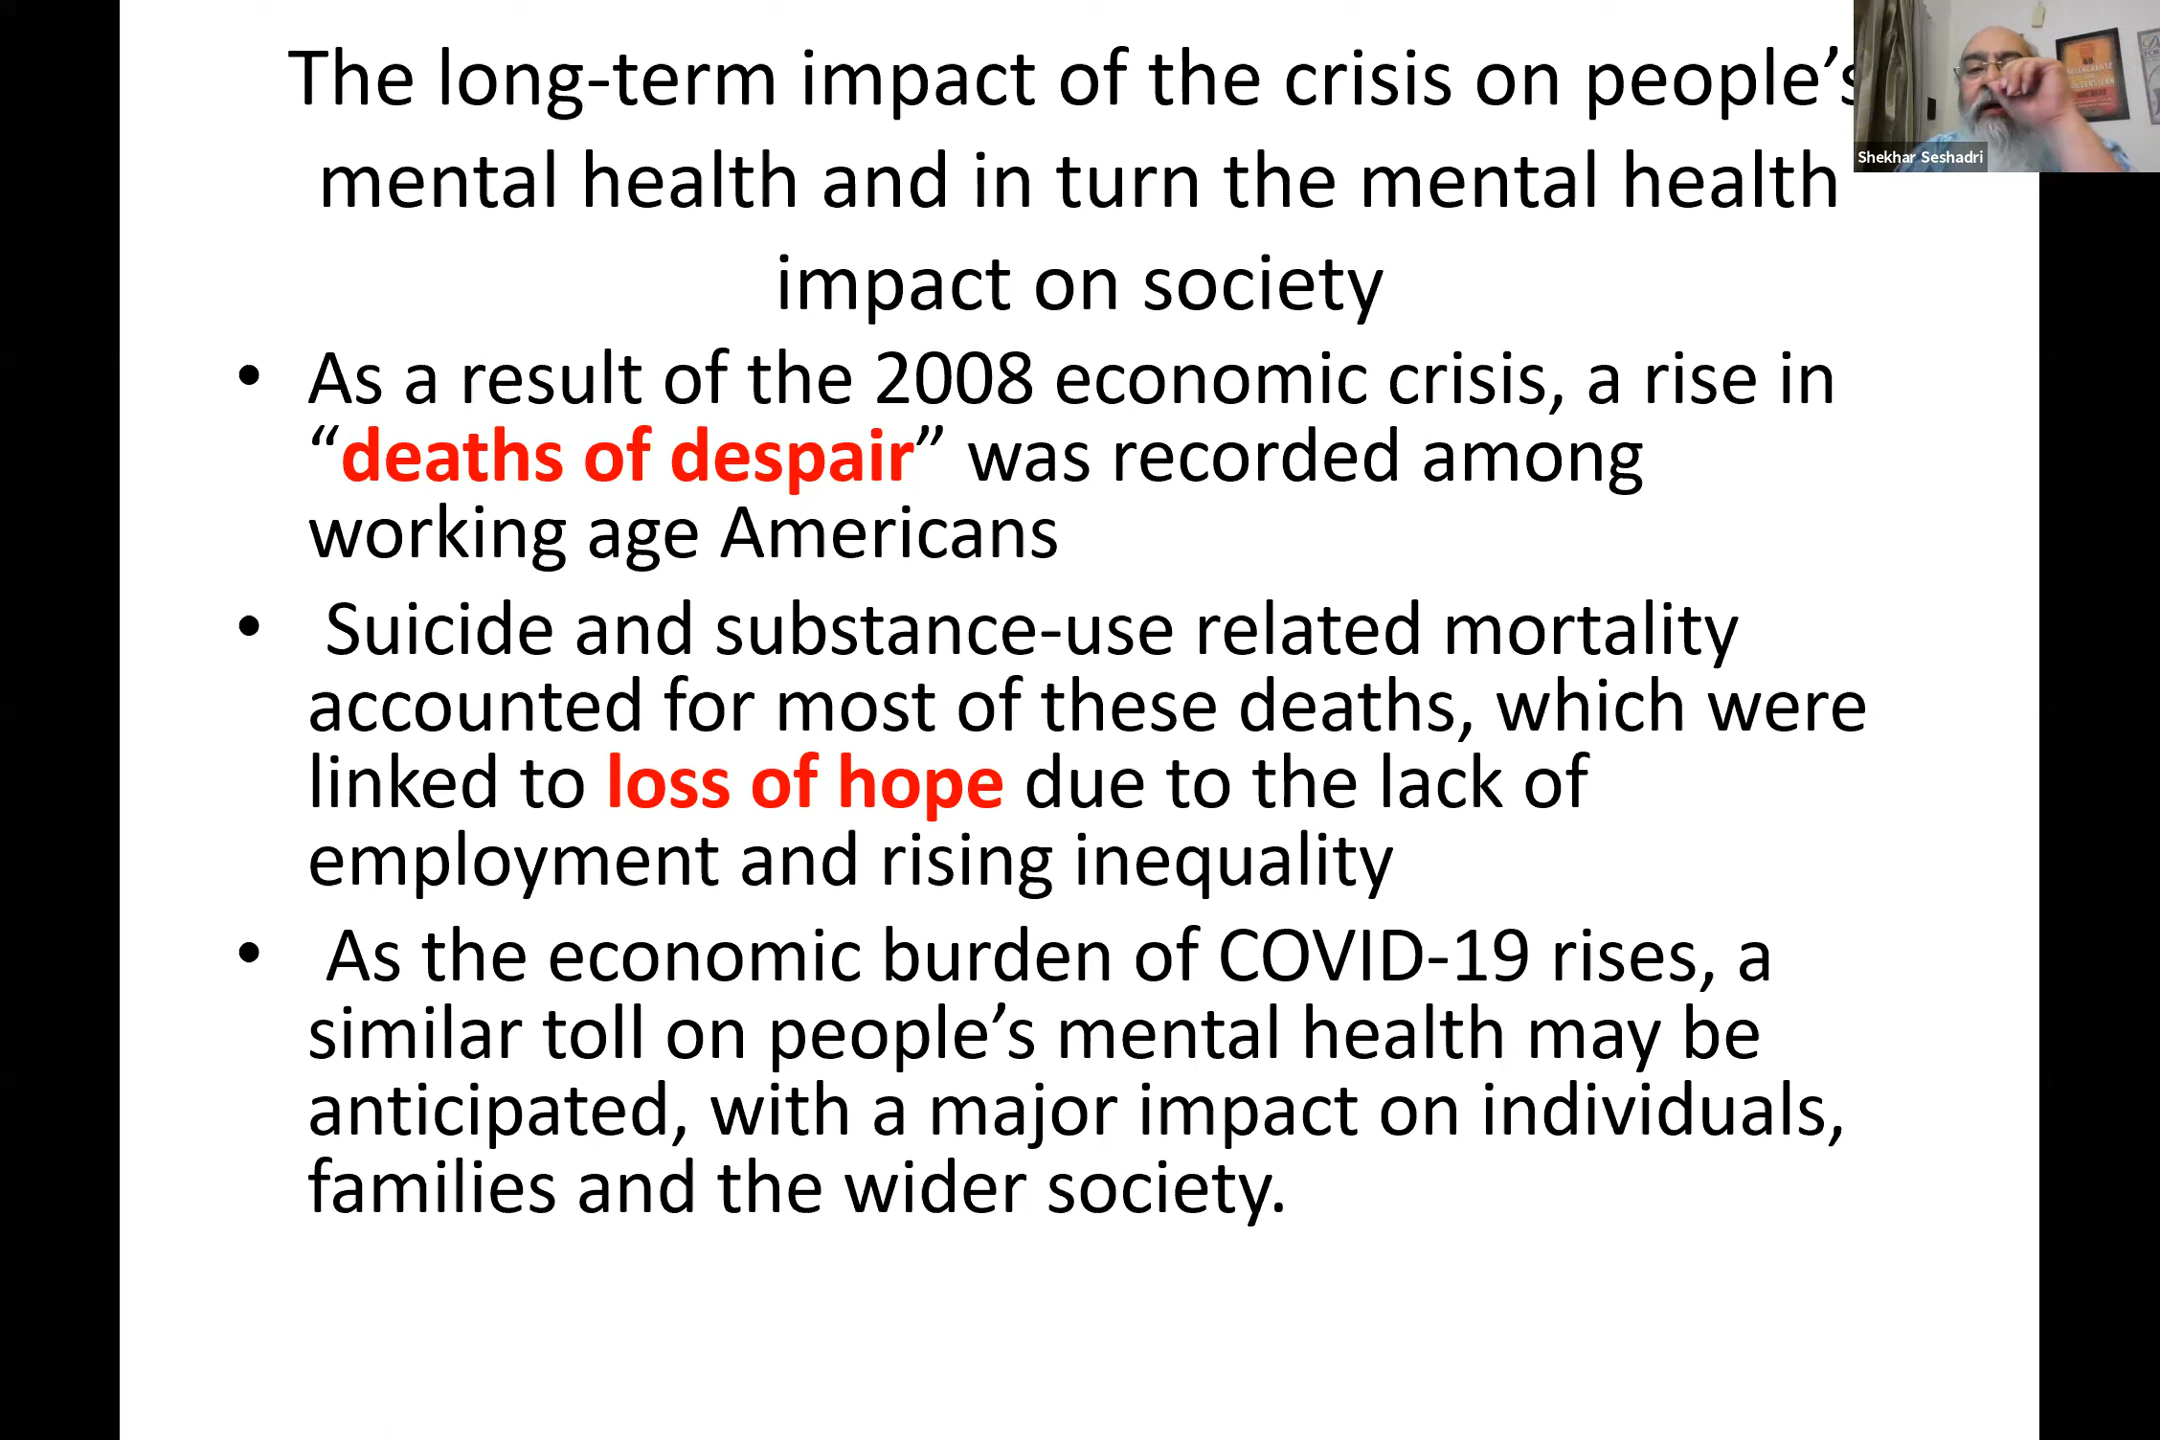 The long-term impact of the crisis on people’s
mental health and in turn the mental health
impact on society
• As a result of the 2008 economic crisis, a rise in
“deaths of despair” was recorded among
working age Americans
• Suicide and substance-use related mortality
accounted for most of these deaths, which were
linked to loss of hope due to the lack of
employment and rising inequality
• As the economic burden of COVID-19 rises, a
similar toll on people’s mental health may be
anticipated, with a major impact on individuals,
families and the wider society.
Shekhar Seshadri